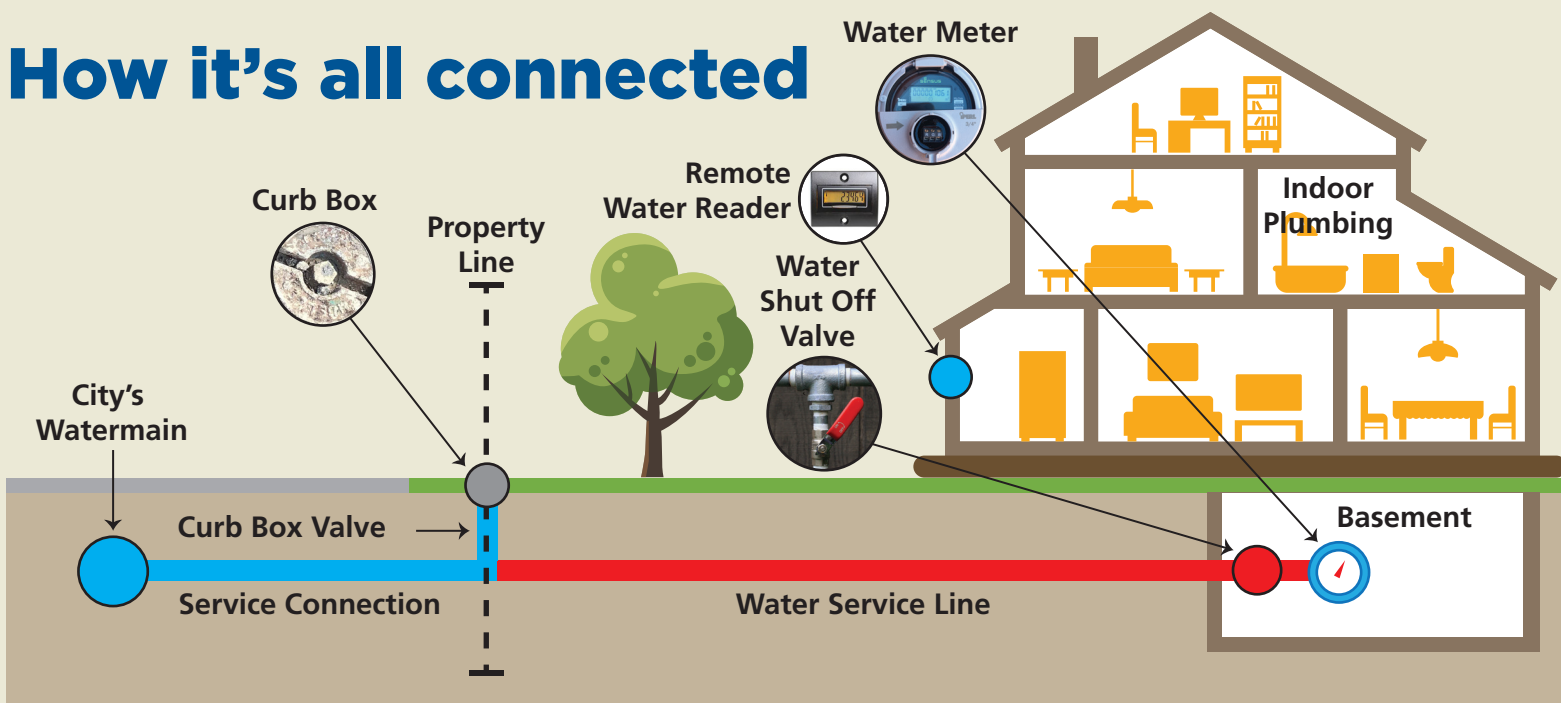 How it's all connected
Water Meter
Remote
Water Reader
Curb Box
Property
Line
Water
Shut Off
Valve
Indoor
Plumbing
City's
Watermain
Curb Box Valve
Basement
Service Connection
Water Service Line